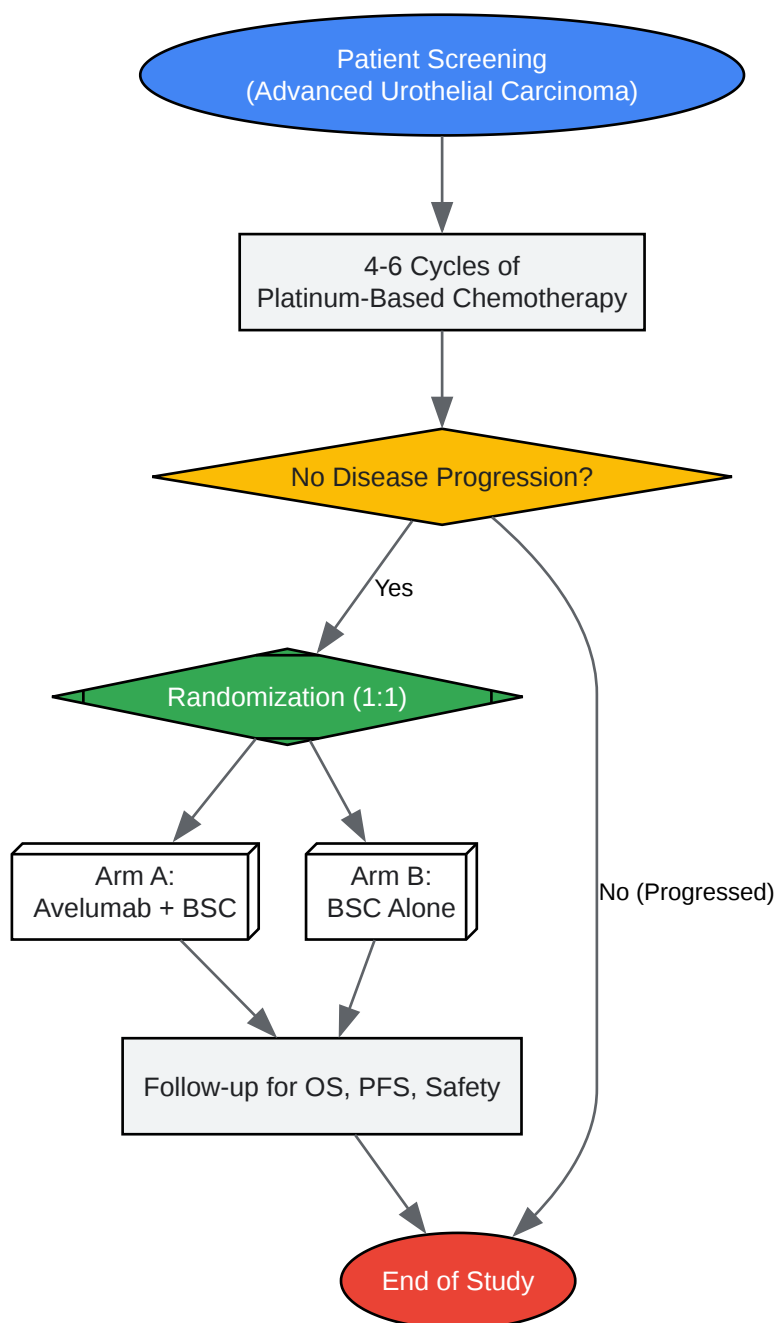 Patient Screening
(Advanced Urothelial Carcinoma)
4-6 Cycles of
Platinum-Based Chemotherapy
No Disease Progression?
Yes
Randomization (1:1)
Arm A:
Avelumab + BSC
Arm B:
BSC Alone
No (Progressed)
Follow-up for OS, PFS, Safety
End of Study